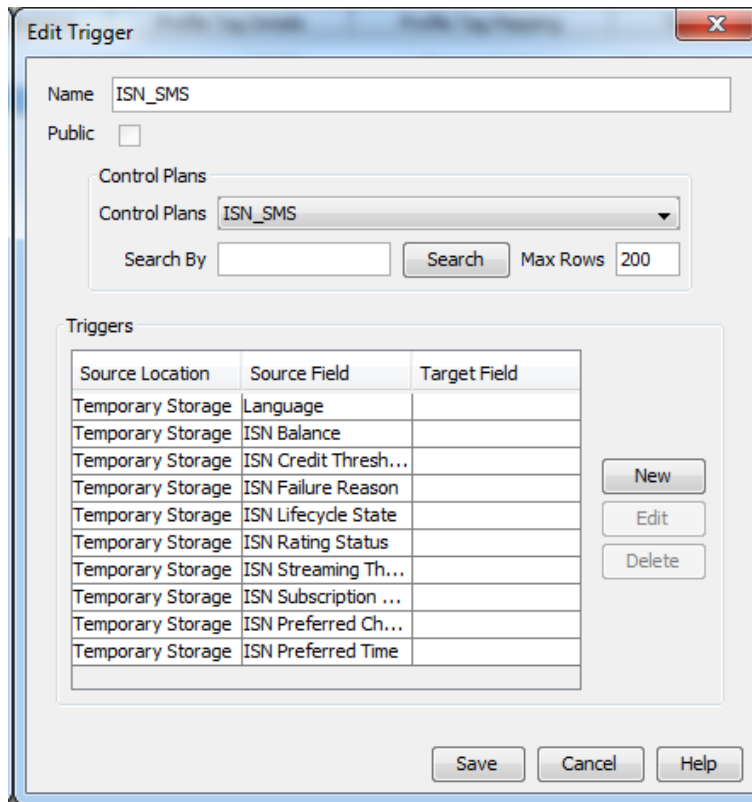 Edit Trigger
Name ISN_SMS
Public
Control Plans
Control Plans ISN_SMS
Search By Search Max Rows 200
Triggers
Source Location Source Field Target Field
Temporary Storage Language
Temporary Storage ISN Balance
Temporary Storage ISN Credit Thresh...
Temporary Storage ISN Failure Reason
Temporary Storage ISN Lifecycle State
Temporary Storage ISN Rating Status
Temporary Storage ISN Streaming Th...
Temporary Storage ISN Subscription ...
Temporary Storage ISN Preferred Ch...
Temporary Storage ISN Preferred Time
New
Edit
Delete
Save Cancel Help